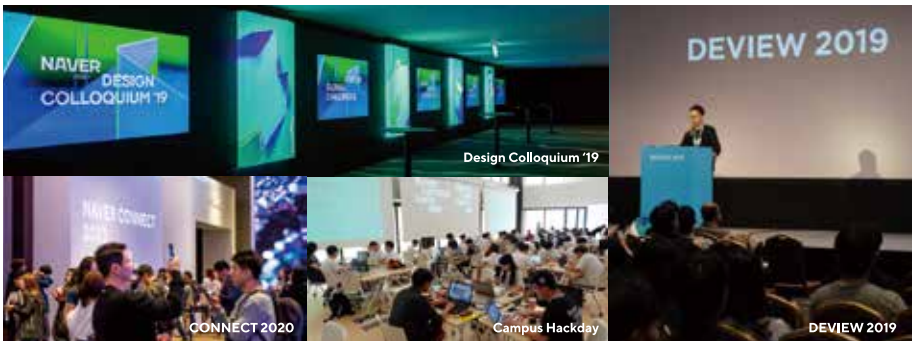 NAVER
DESIGN
COLLOQUIUM '19
Design Colloquium '19
DEVIEW 2019
NAVER CONNECT
CONNECT 2020
Campus Hackday
DEVIEW 2019